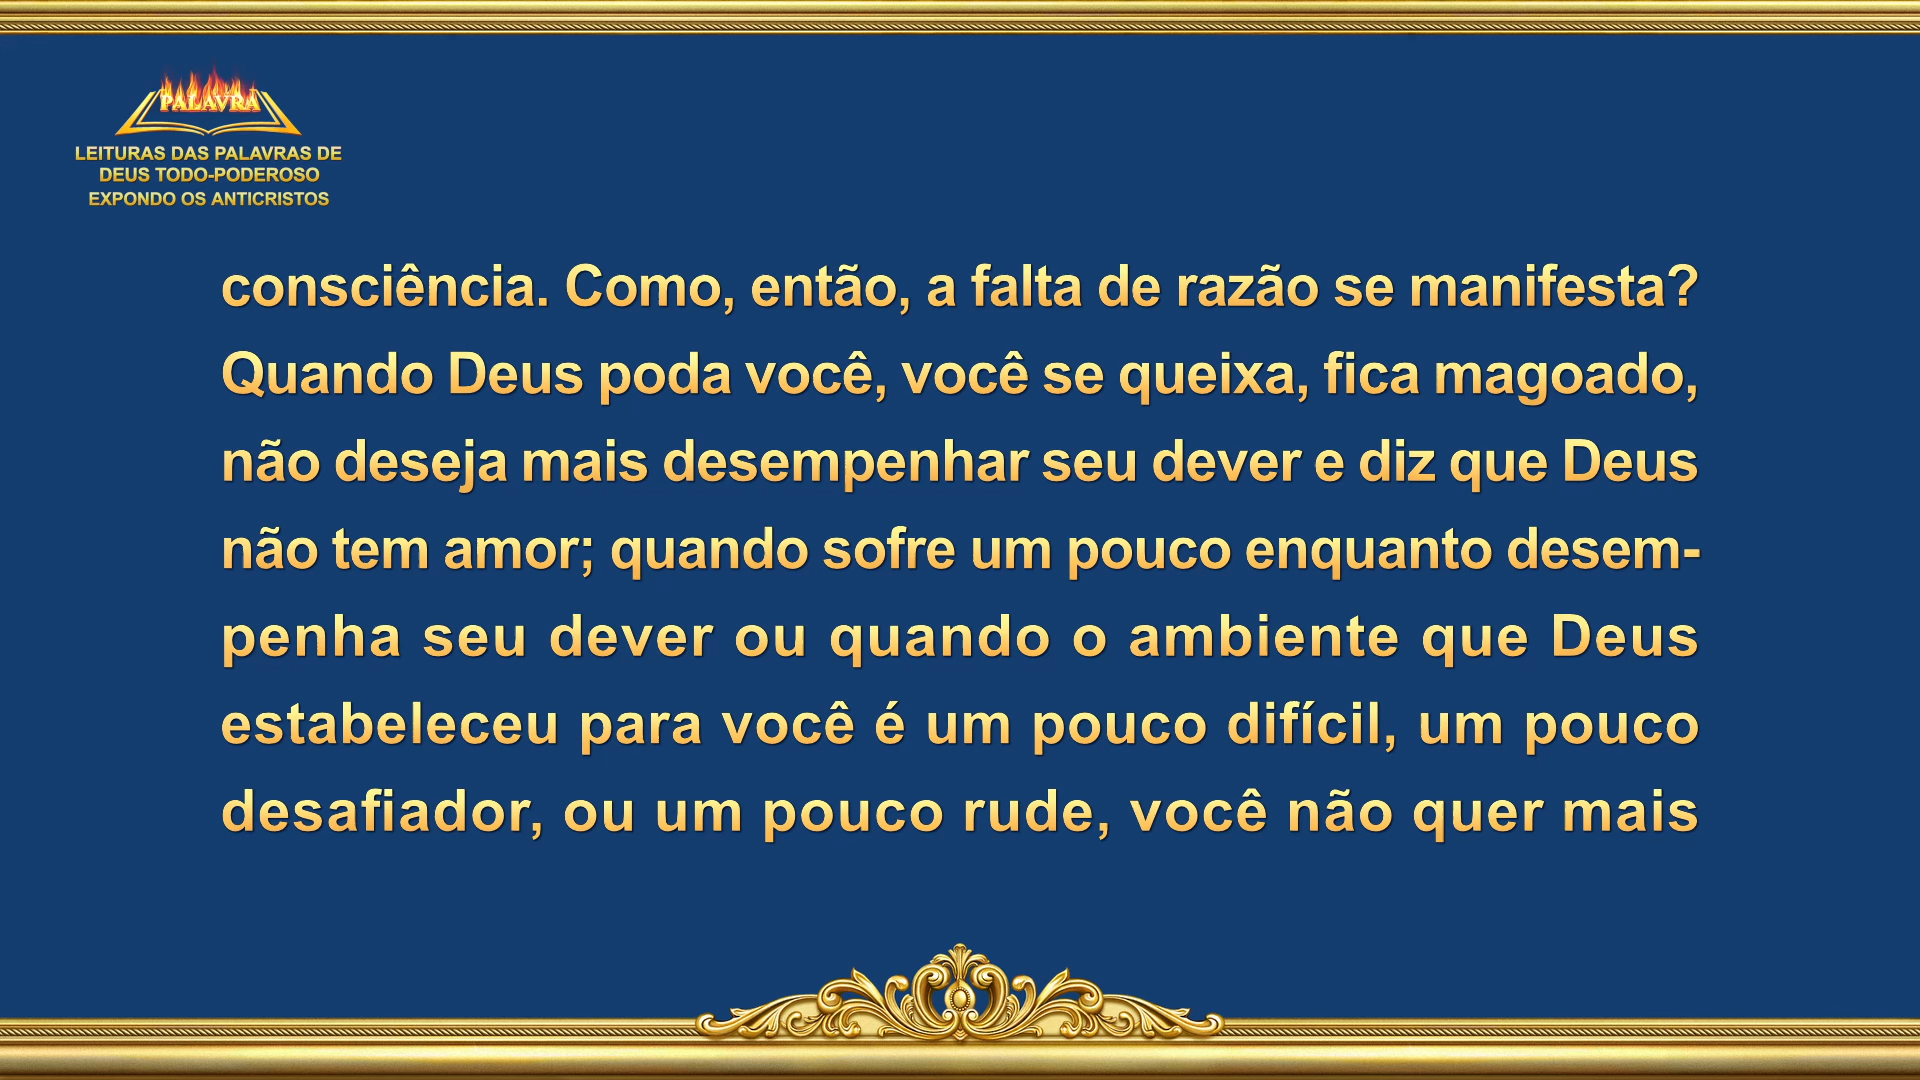 PALAVRA
LEITURAS DAS PALAVRAS DE
DEUS TODO-PODEROSO
EXPONDO OS ANTICRISTOS
consciência. Como, então, a falta de razão se manifesta?
Quando Deus poda você, você se queixa, fica magoado,
não deseja mais desempenhar seu dever e diz que Deus
não tem amor; quando sofre um pouco enquanto desem-
penha seu dever ou quando o ambiente que Deus
estabeleceu para você é um pouco difícil, um pouco
desafiador, ou um pouco rude, você não quer mais